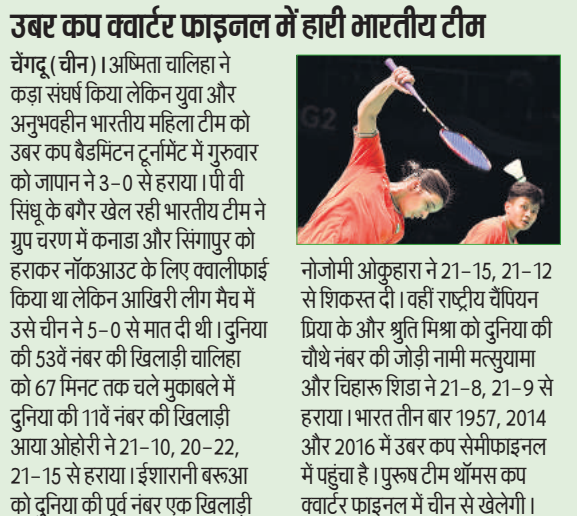 उबर कप क्वार्टर फाइनल में हारी भारतीय टीम
चेंगदू (चीन)। अष्मिता चालिहा ने
कड़ा संघर्ष किया लेकिन युवा और
अनुभवहीन भारतीय महिला टीम को
उबर कप बैडमिंटन टूर्नामेंट में गुरुवार
को जापान ने 3-0 से हराया। पी वी
सिंधू के बगैर खेल रही भारतीय टीम ने
ग्रुप चरण में कनाडा और सिंगापुर को
हराकर नॉकआउट के लिए क्वालीफाई
किया था लेकिन आखिरी लीग मैच में
उसे चीन ने 5-0 से मात दी थी। दुनिया
की 53वें नंबर की खिलाड़ी चालिहा
को 67 मिनट तक चले मुकाबले में
दुनिया की 11वें नंबर की खिलाड़ी
आया ओहोरी ने 21-10, 20-22,
21-15 से हराया। ईशारानी बरूआ
को दुनिया की पूर्व नंबर एक खिलाड़ी
G2
नोजोमी ओकुहारा ने 21-15, 21-12
से शिकस्त दी। वहीं राष्ट्रीय चैंपियन
प्रिया के और श्रुति मिश्रा को दुनिया की
चौथे नंबर की जोड़ी नामी मत्सुयामा
और चिहारू शिडा ने 21-8, 21-9 से
हराया। भारत तीन बार 1957, 2014
और 2016 में उबर कप सेमीफाइनल
में पहुंचा है। पुरूष टीम थॉमस कप
क्वार्टर फाइनल में चीन से खेलेगी।